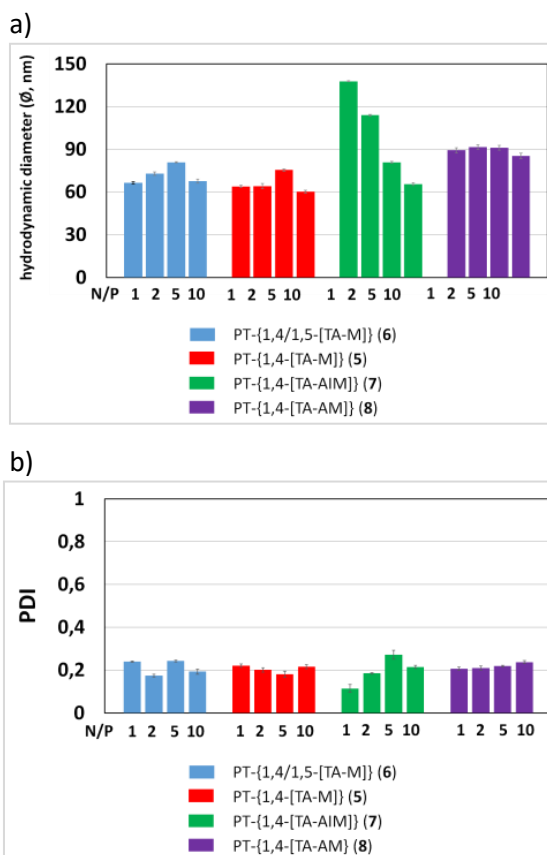 a)
hydrodynamic diameter (Ø, nm)
150
120
90
60
30
0
N/P 1 2 5 10 1 2 5 10 1 2 5 10 1 2 5 10
PT-{1,4/1,5-[TA-M]} (6)
PT-{1,4-[TA-M]} (5)
PT-{1,4-[TA-AIM]} (7)
PT-{1,4-[TA-AM]} (8)
b)
PDI
1
0,8
0,6
0,4
0,2
0
N/P 1 2 5 10 1 2 5 10 1 2 5 10 1 2 5 10
PT-{1,4/1,5-[TA-M]} (6)
PT-{1,4-[TA-M]} (5)
PT-{1,4-[TA-AIM]} (7)
PT-{1,4-[TA-AM} (8)